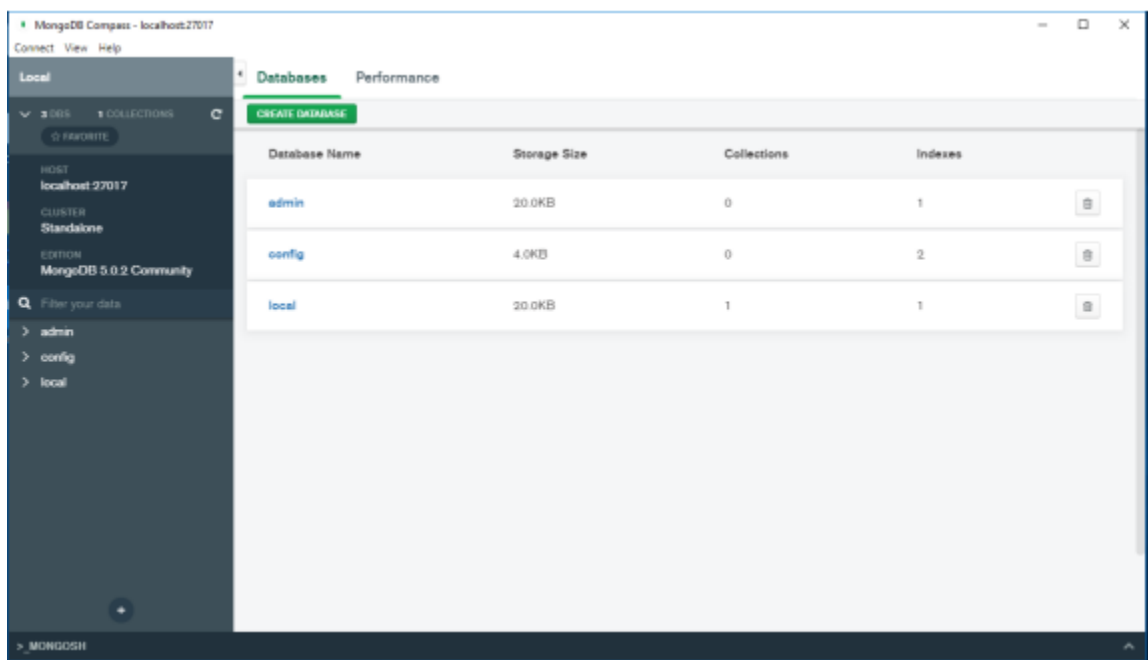 MongoDB Compass - localhost:27017
Connect View Help
Local
3 DBS 1 COLLECTIONS
☆ FAVORITE
HOST
localhost:27017
CLUSTER
Standalone
EDITION
MongoDB 5.0.2 Community
Filter your data
admin
config
local
Databases Performance
CREATE DATABASE
Database Name Storage Size Collections Indexes
admin 20.0KB 0 1
config 4.0KB 0 2
local 20.0KB 1 1
>_MONGOSH